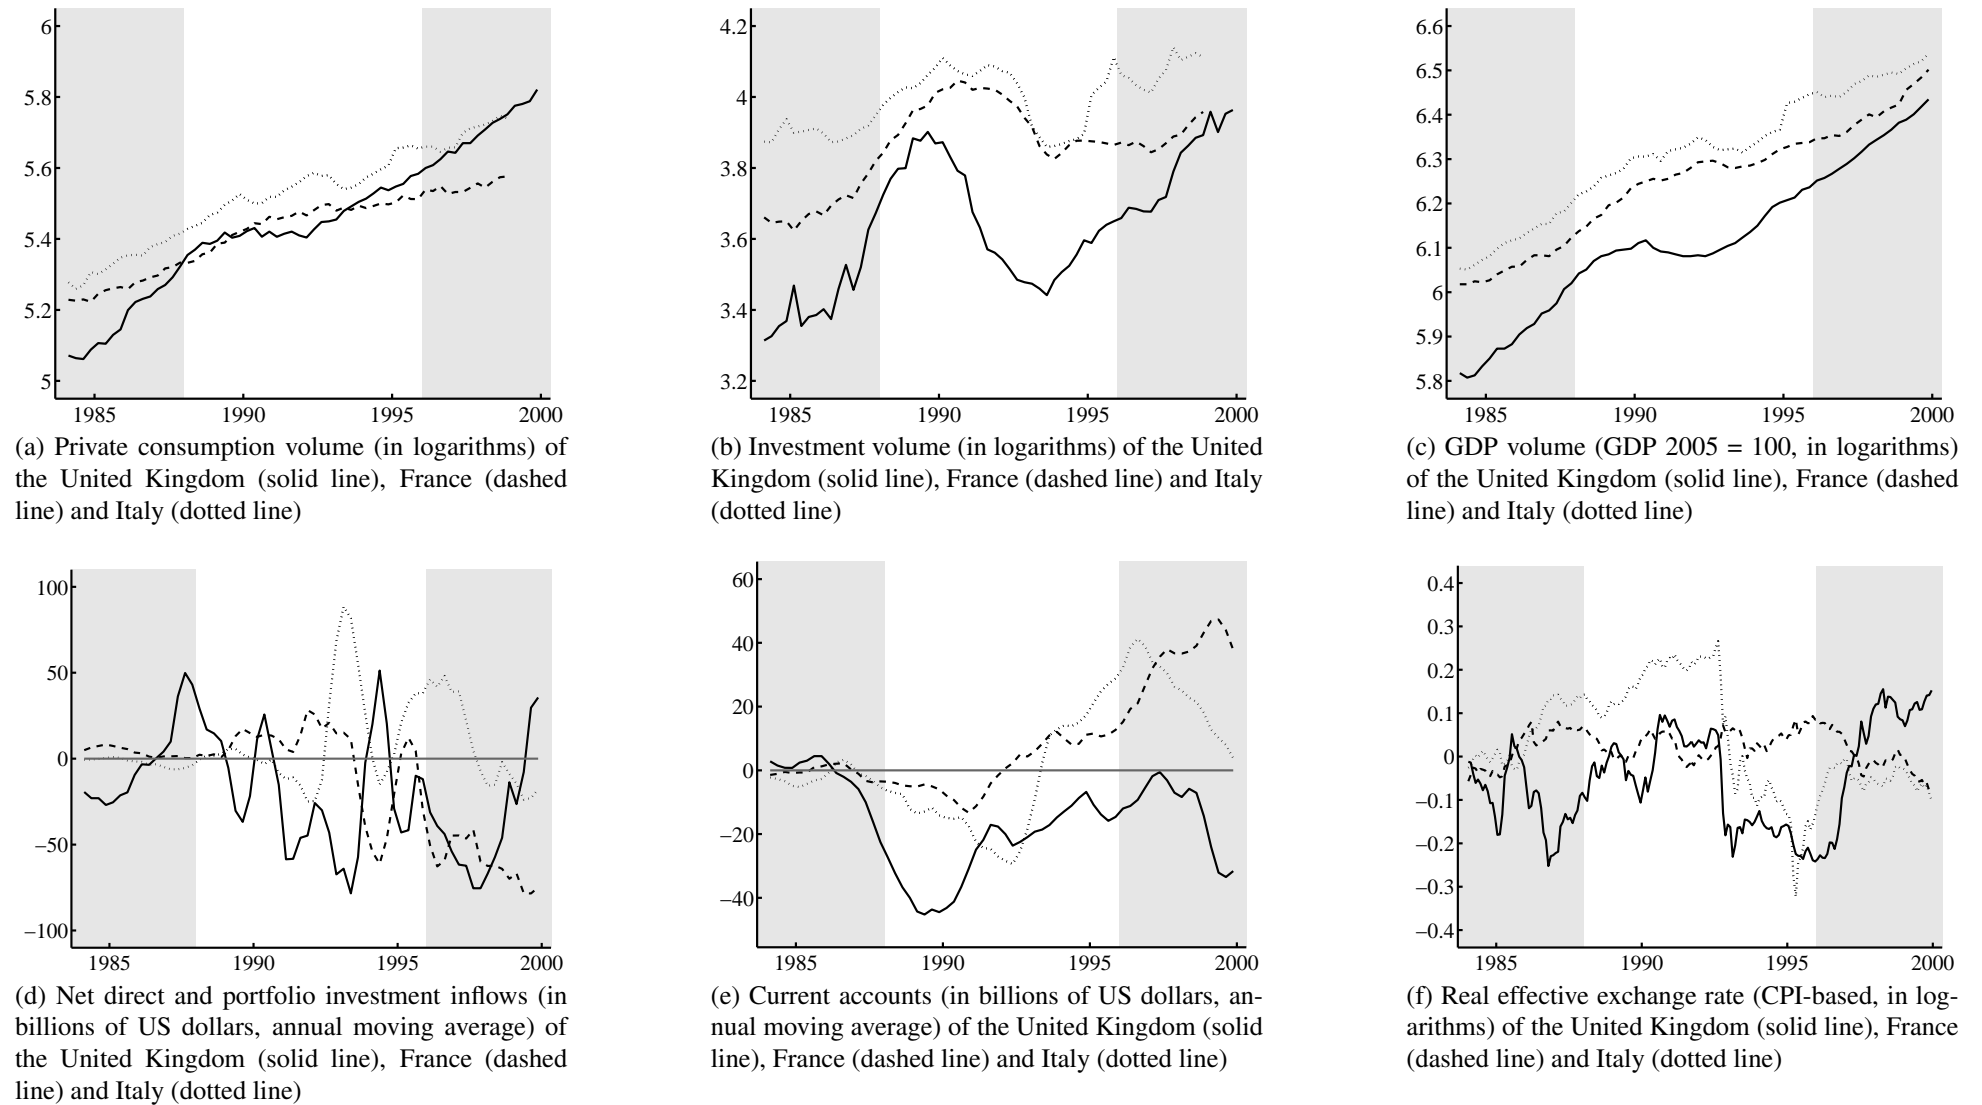 6
5.8
5.6
5.4
5.2
5
1985 1990 1995 2000
(a) Private consumption volume (in logarithms) of
the United Kingdom (solid line), France (dashed
line) and Italy (dotted line)
4.2
4
3.8
3.6
3.4
3.2
1985 1990 1995 2000
(b) Investment volume (in logarithms) of the United
Kingdom (solid line), France (dashed line) and Italy
(dotted line)
6.6
6.5
6.4
6.3
6.2
6.1
6
5.9
5.8
1985 1990 1995 2000
(c) GDP volume (GDP 2005 = 100, in logarithms)
of the United Kingdom (solid line), France (dashed
line) and Italy (dotted line)
100
50
0
−50
−100
1985 1990 1995 2000
(d) Net direct and portfolio investment inflows (in
billions of US dollars, annual moving average) of
the United Kingdom (solid line), France (dashed
line) and Italy (dotted line)
60
40
20
0
−20
−40
1985 1990 1995 2000
(e) Current accounts (in billions of US dollars, an-
nual moving average) of the United Kingdom (solid
line), France (dashed line) and Italy (dotted line)
0.4
0.3
0.2
0.1
0
−0.1
−0.2
−0.3
−0.4
1985 1990 1995 2000
(f) Real effective exchange rate (CPI-based, in log-
arithms) of the United Kingdom (solid line), France
(dashed line) and Italy (dotted line)